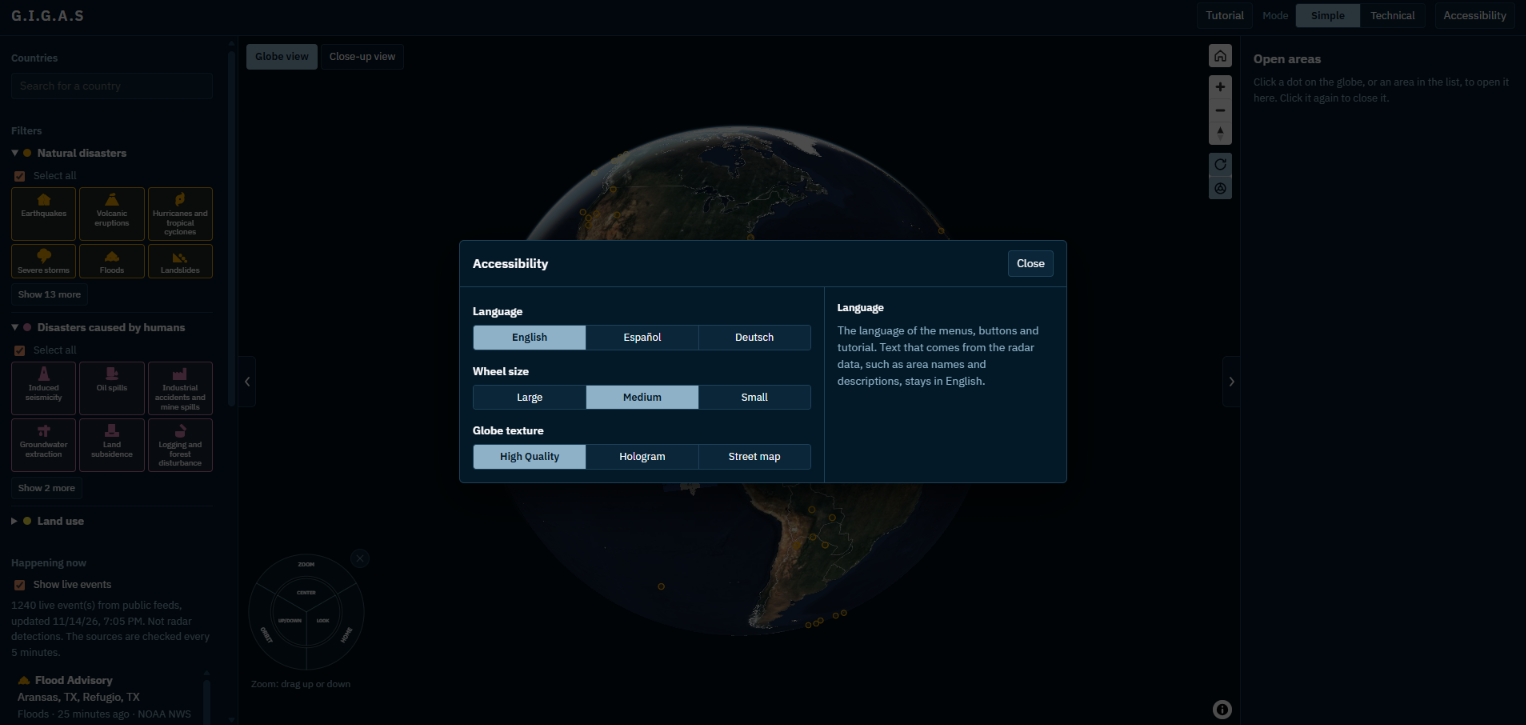 G.I.G.A.S
Tutorial
Mode
Simple
Technical
Accessibility
Countries
Search for a country
Filters
Natural disasters
Select all
Earthquakes
Volcanic
eruptions
Hurricanes and
tropical
cyclones
Severe storms
Floods
Landslides
Show 13 more
Disasters caused by humans
Select all
Induced
seismicity
Oil spills
Industrial
accidents and
mine spills
Groundwater
extraction
Land
subsidence
Logging and
forest
disturbance
Show 2 more
Land use
Happening now
Show live events
1240 live event(s) from public feeds,
updated 11/14/26, 7:05 PM. Not radar
detections. The sources are checked every
5 minutes.
Flood Advisory
Aransas, TX, Refugio, TX
Floods · 25 minutes ago · NOAA NWS
Globe view
Close-up view
Accessibility
Close
Language
English
Español
Deutsch
Wheel size
Large
Medium
Small
Globe texture
High Quality
Hologram
Street map
Language
The language of the menus, buttons and
tutorial. Text that comes from the radar
data, such as area names and
descriptions, stays in English.
ZOOM
CENTER
UP/DOWN
LOOK
ORBIT
MOVE
Zoom: drag up or down
Open areas
Click a dot on the globe, or an area in the list, to open it
here. Click it again to close it.